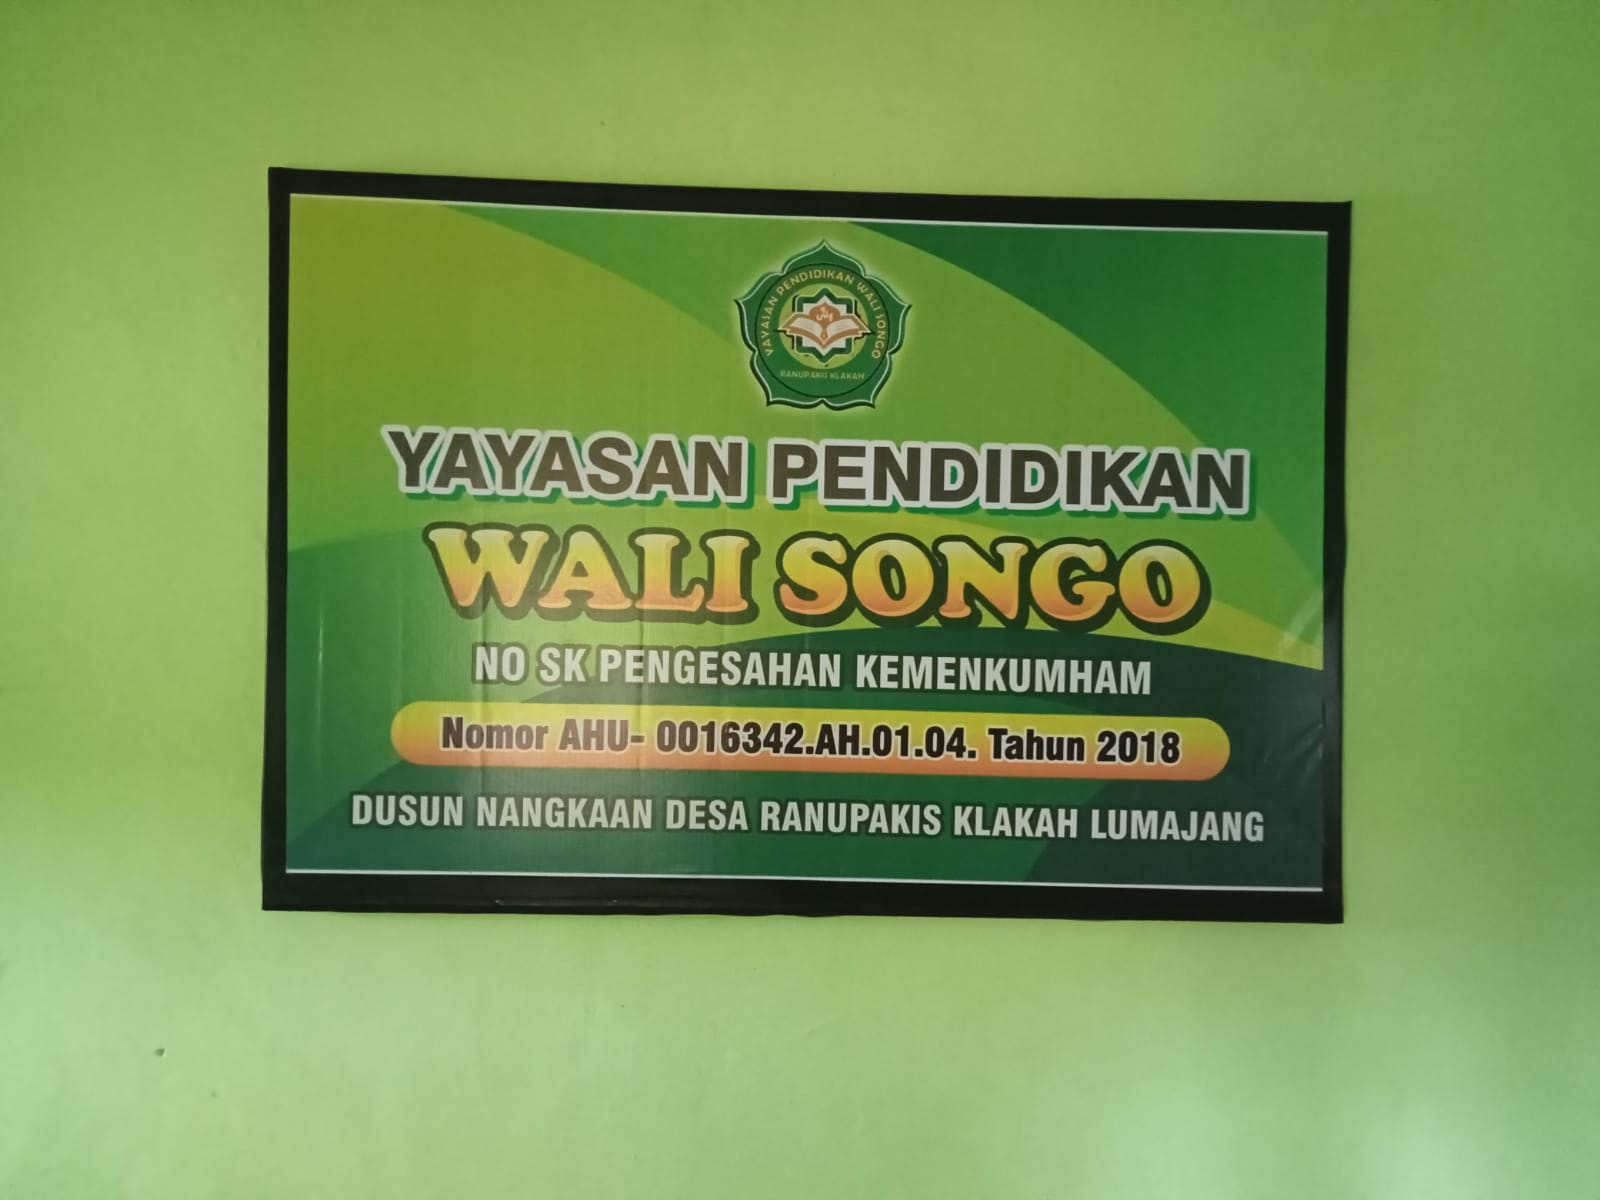 YAYASAN PENDIDIKAN WALI SONGO
RANUPAKIS KLAKAH
YAYASAN PENDIDIKAN
WALI SONGO
NO SK PENGESAHAN KEMENKUMHAM
Nomor AHU- 0016342.AH.01.04. Tahun 2018
DUSUN NANGKAAN DESA RANUPAKIS KLAKAH LUMAJANG